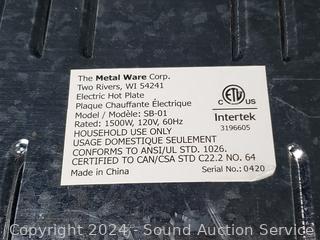 The Metal Ware Corp.
Two Rivers, WI 54241
Electric Hot Plate
Plaque Chauffante Électrique
Model / Modèle: SB-01
Rated: 1500W, 120V, 60Hz
HOUSEHOLD USE ONLY
USAGE DOMESTIQUE SEULEMENT
CONFORMS TO ANSI/UL STD. 1026.
CERTIFIED TO CAN/CSA STD C22.2 NO. 64
Made in China
Serial No.: 0420
ETL
C US
Intertek
3196605
Copyright 2024 - Sound Auction Service